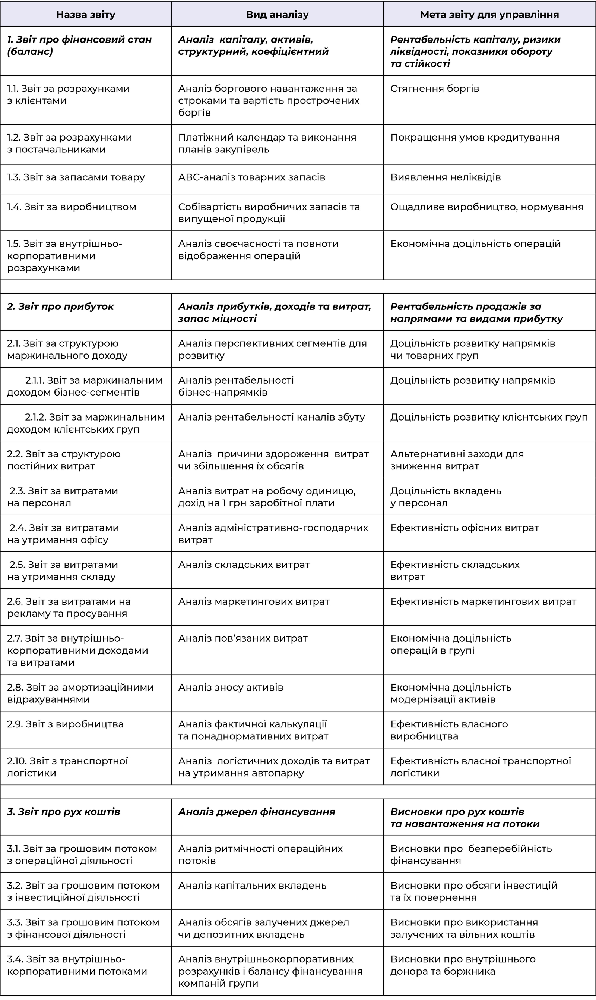 Назва звіту
Вид аналізу
Мета звіту для управління
1. Звіт про фінансовий стан
(баланс)
Аналіз  капіталу, активів,
структурний, коефіцієнтний
Рентабельність капіталу, ризики
ліквідності, показники обороту
та стійкості
1.1. Звіт за розрахунками
з клієнтами
Аналіз боргового навантаження за
строками та вартість прострочених
боргів
Стягнення боргів
1.2. Звіт за розрахунками
з постачальниками
Платіжний календар та виконання
планів закупівель
Покращення умов кредитування
1.3. Звіт за запасами товару
АВС-аналіз товарних запасів
Виявлення неліквідів
1.4. Звіт за виробництвом
Собівартість виробничих запасів та
випущеної продукції
Ощадливе виробництво, нормування
1.5. Звіт за внутрішньо-
корпоративними
розрахунками
Аналіз своєчасності та повноти
відображення операцій
Економічна доцільність операцій
2. Звіт про прибуток
Аналіз прибутків, доходів та витрат,
запас міцності
Рентабельність продажів за
напрямами та видами прибутку
2.1. Звіт за структурою
маржинального доходу
Аналіз перспективних сегментів для
розвитку
Доцільність розвитку напрямків
чи товарних груп
2.1.1. Звіт за маржинальним
доходом бізнес-сегментів
Аналіз рентабельності
бізнес-напрямків
Доцільність розвитку напрямків
2.1.2. Звіт за маржинальним
доходом клієнтських груп
Аналіз рентабельності каналів збуту
Доцільність розвитку клієнтських груп
2.2. Звіт за структурою
постійних витрат
Аналіз  причини здороження  витрат
чи збільшення їх обсягів
Альтернативні заходи для
зниження витрат
2.3. Звіт за витратами
на персонал
Аналіз витрат на робочу одиницю,
дохід на 1 грн заробітної плати
Доцільність вкладень
у персонал
2.4. Звіт за витратами
на утримання офісу
Аналіз адміністративно-господарчих
витрат
Ефективність офісних витрат
2.5. Звіт за витратами
на утримання складу
Аналіз складських витрат
Ефективність складських
витрат
2.6. Звіт за витратами на
рекламу та просування
Аналіз маркетингових витрат
Ефективність маркетингових витрат
2.7. Звіт за внутрішньо-
корпоративними доходами
та витратами
Аналіз пов’язаних витрат
Економічна доцільність
операцій в групі
2.8. Звіт за амортизаційними
відрахуваннями
Аналіз зносу активів
Економічна доцільність
модернізації активів
2.9. Звіт з виробництва
Аналіз фактичної калькуляції
та понаднормативних витрат
Ефективність власного
виробництва
2.10. Звіт з транспортної
логістики
Аналіз  логістичних доходів та витрат
на утримання автопарку
Ефективність власної транспортної
логістики
3. Звіт про рух коштів
Аналіз джерел фінансування
Висновки про рух коштів
та навантаження на потоки
3.1. Звіт за грошовим потоком
з операційної діяльності
Аналіз ритмічності операційних
потоків
Висновки про  безперебійність
фінансування
3.2. Звіт за грошовим потоком
з інвестиційної діяльності
Аналіз капітальних вкладень
Висновки про обсяги інвестицій
та їх повернення
3.3. Звіт за грошовим потоком
з фінансової діяльності
Аналіз обсягів залучених джерел
чи депозитних вкладень
Висновки про використання
залучених та вільних коштів
3.4. Звіт за внутрішньо-
корпоративними потоками
Аналіз внутрішньокорпоративних
розрахунків і балансу фінансування
компаній групи
Висновки про внутрішнього
донора та боржника